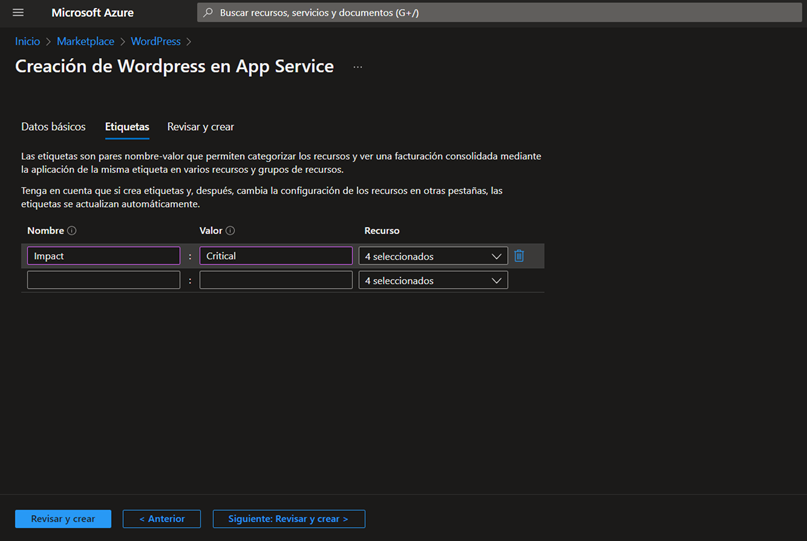 Microsoft Azure
Buscar recursos, servicios y documentos (G+/)
Inicio > Marketplace > WordPress >
Creación de Wordpress en App Service ...
Datos básicos Etiquetas Revisar y crear
Las etiquetas son pares nombre-valor que permiten categorizar los recursos y ver una facturación consolidada mediante
la aplicación de la misma etiqueta en varios recursos y grupos de recursos.
Tenga en cuenta que si crea etiquetas y, después, cambia la configuración de los recursos en otras pestañas, las
etiquetas se actualizan automáticamente.
Nombre Valor Recurso
Impact : Critical 4 seleccionados
: 4 seleccionados
Revisar y crear < Anterior Siguiente: Revisar y crear >